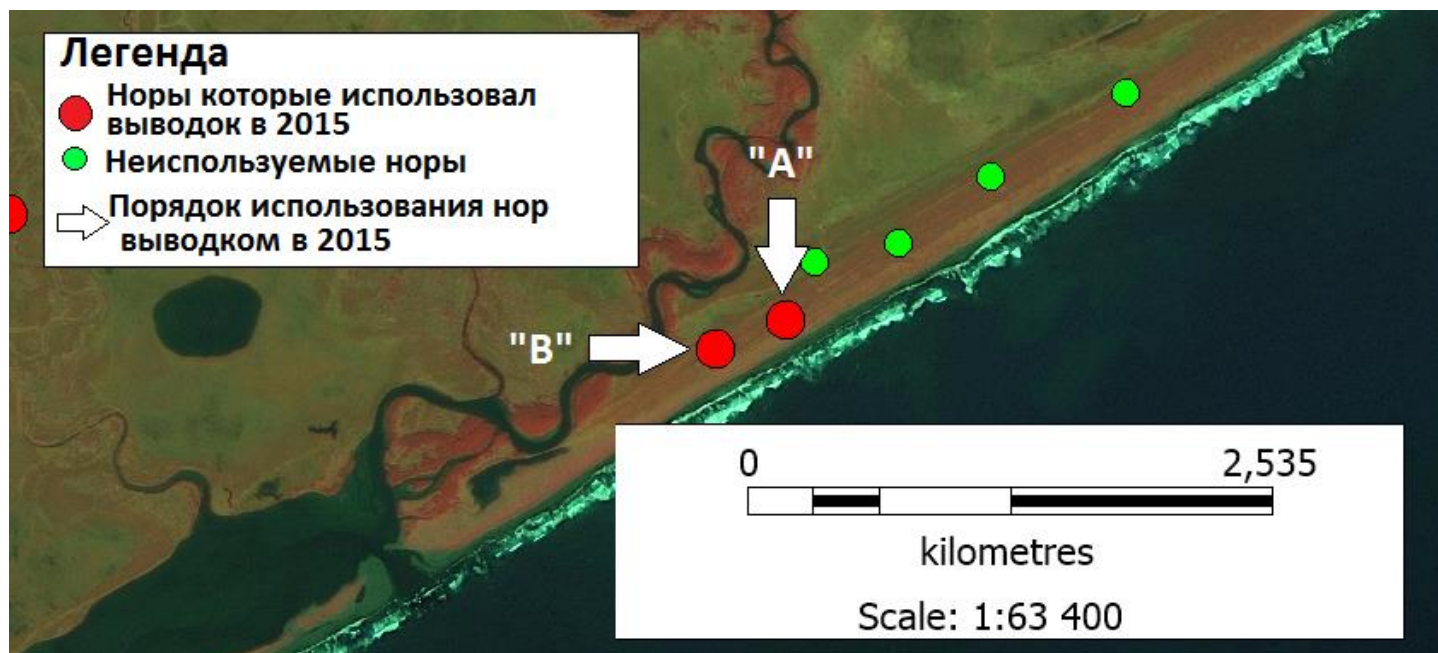 Легенда
Норы которые использовал
выводок в 2015
Неиспользуемые норы
Порядок использования нор
выводком в 2015
"A"
"B"
0 2,535
kilometres
Scale: 1:63 400